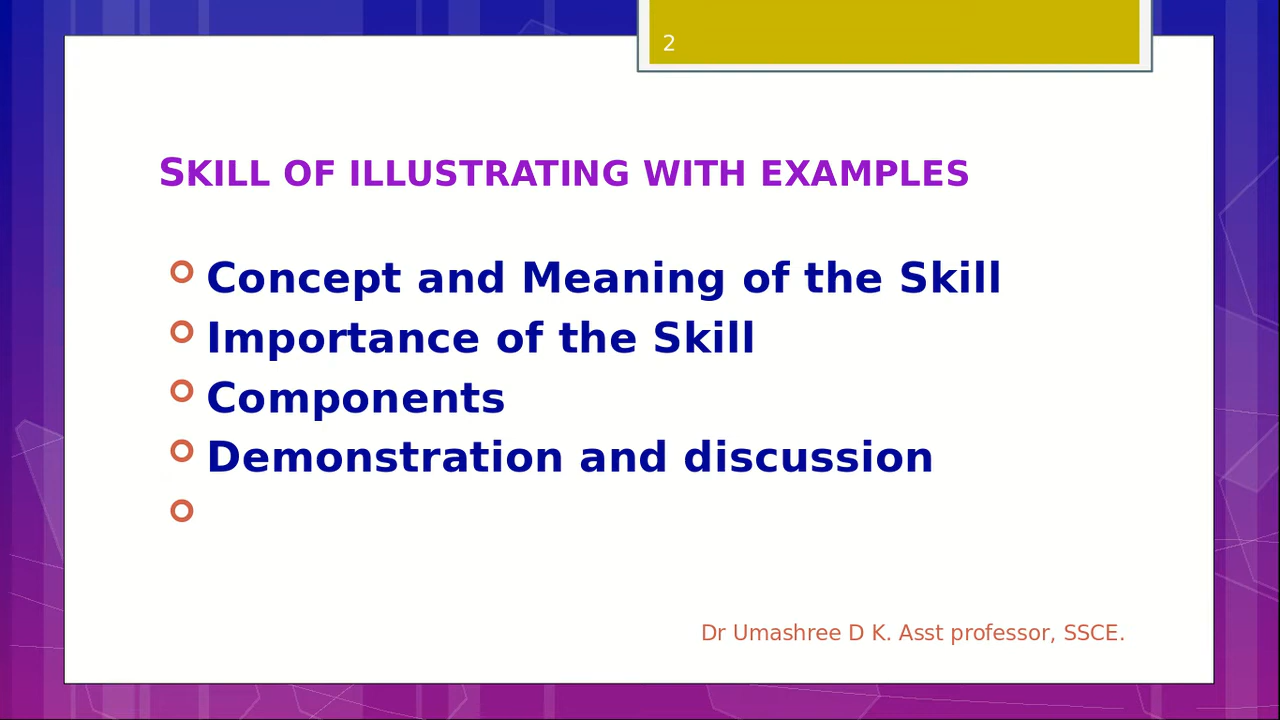 2
SKILL OF ILLUSTRATING WITH EXAMPLES
Concept and Meaning of the Skill
Importance of the Skill
Components
Demonstration and discussion
Dr Umashree D K. Asst professor, SSCE.